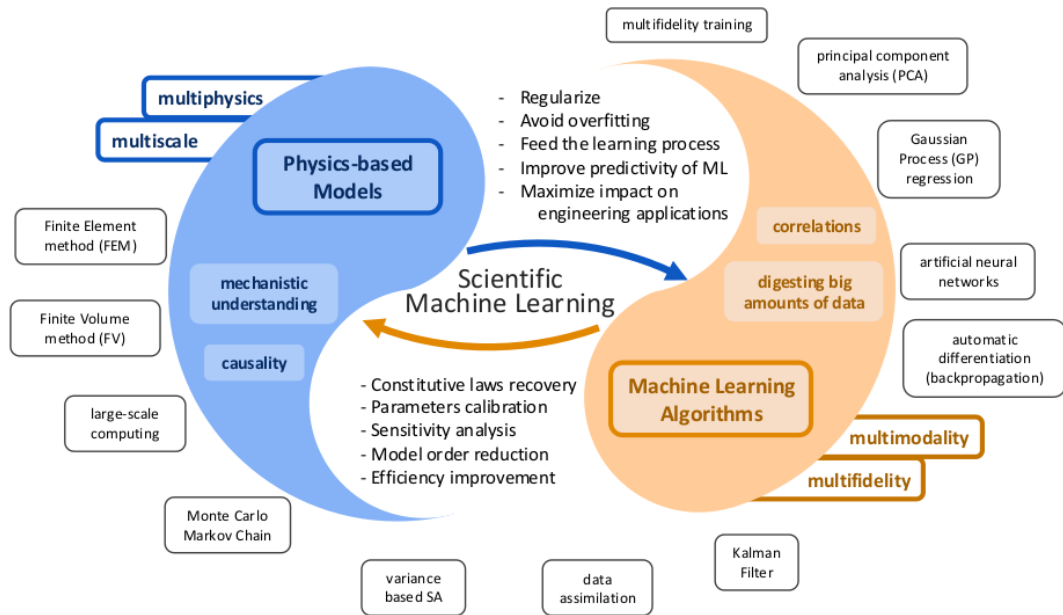 multifidelity training
principal component
analysis (PCA)
multiphysics
multiscale
Physics-based
Models
- Regularize
- Avoid overfitting
- Feed the learning process
- Improve predictivity of ML
- Maximize impact on
engineering applications
Gaussian
Process (GP)
regression
correlations
Finite Element
method (FEM)
mechanistic
understanding
Scientific
Machine Learning
digesting big
amounts of data
artificial neural
networks
Finite Volume
method (FV)
causality
automatic
differentiation
(backpropagation)
- Constitutive laws recovery
- Parameters calibration
- Sensitivity analysis
- Model order reduction
- Efficiency improvement
Machine Learning
Algorithms
large-scale
computing
multimodality
multifidelity
Monte Carlo
Markov Chain
variance
based SA
data
assimilation
Kalman
Filter